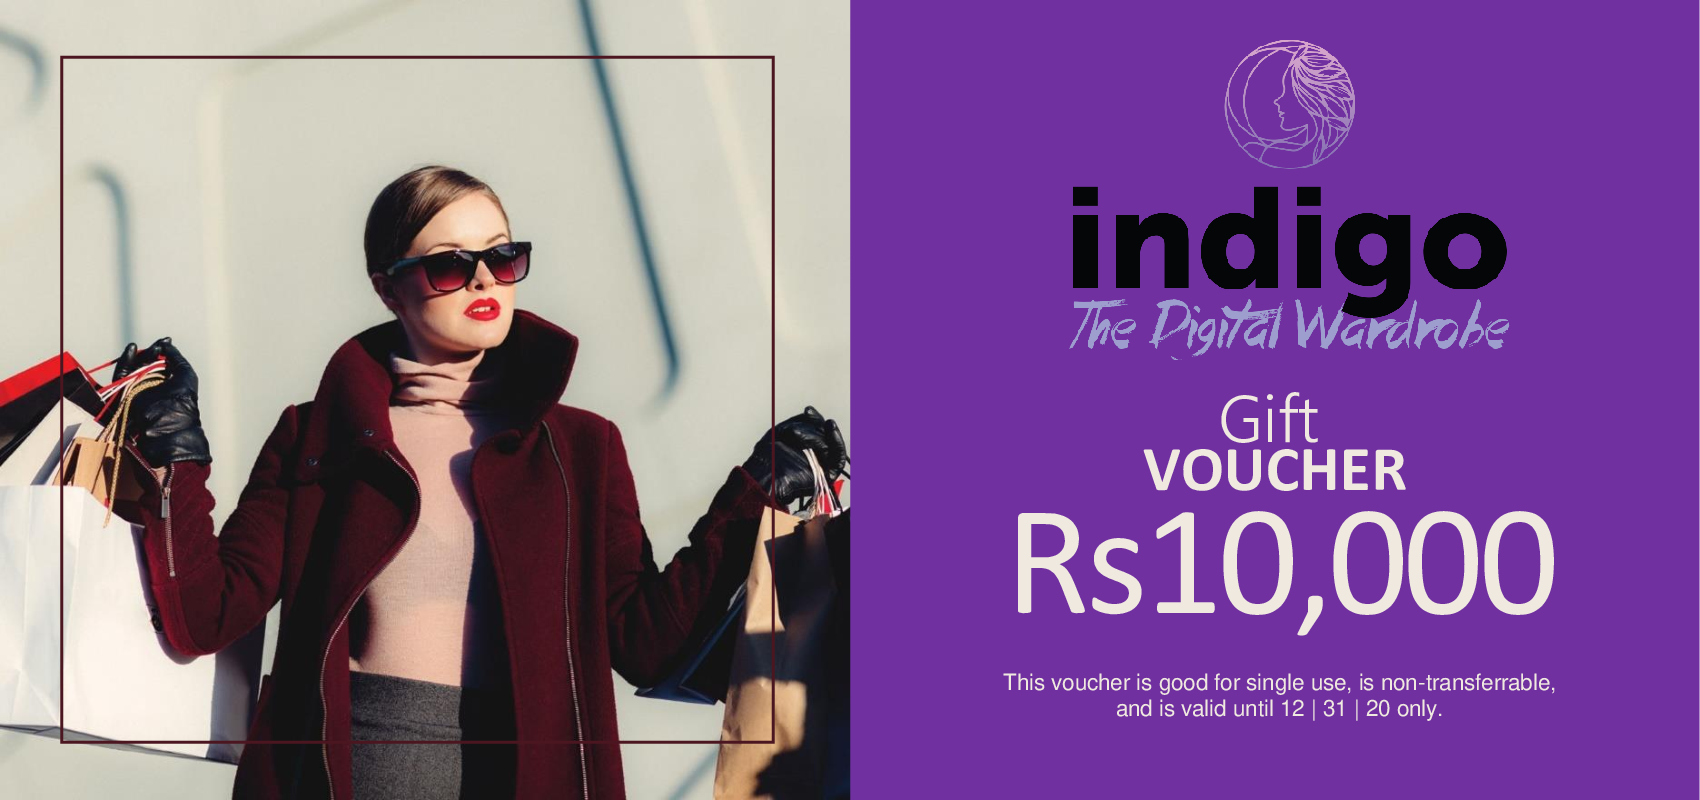 indigo
The Digital Wardrobe
Gift
VOUCHER
Rs10,000
This voucher is good for single use, is non-transferrable,
and is valid until 12 | 31 | 20 only.